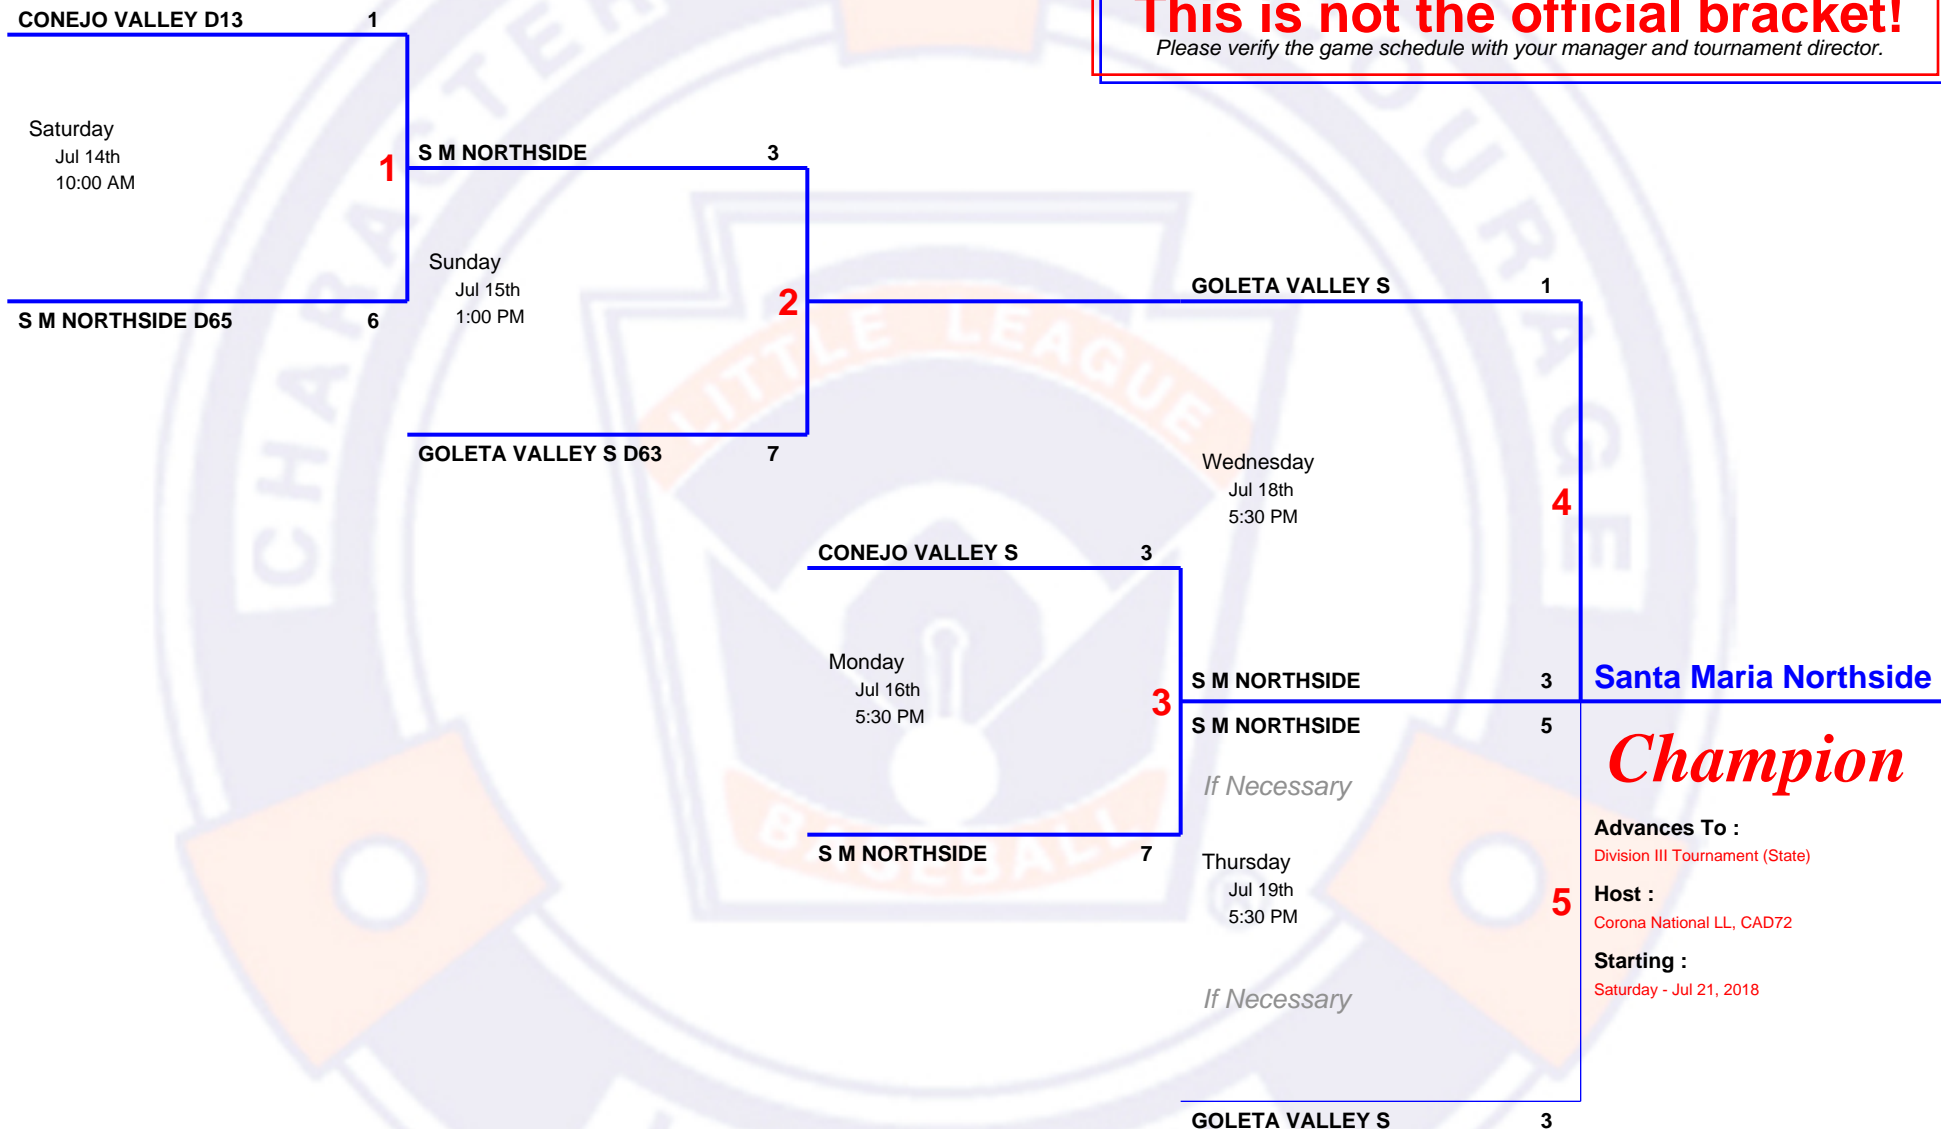 This is not the official bracket!
Please verify the game schedule with your manager and tournament director.
CONEJO VALLEY D13 1
Saturday
Jul 14th
10:00 AM
1
S M NORTHSIDE D65 6
S M NORTHSIDE 3
Sunday
Jul 15th
1:00 PM
2
GOLETA VALLEY S D63 7
CONEJO VALLEY S 3
Monday
Jul 16th
5:30 PM
3
S M NORTHSIDE 7
GOLETA VALLEY S 1
Wednesday
Jul 18th
5:30 PM
4
S M NORTHSIDE 3
S M NORTHSIDE 5
If Necessary
Thursday
Jul 19th
5:30 PM
5
If Necessary
GOLETA VALLEY S 3
Santa Maria Northside
Champion
Advances To :
Division III Tournament (State)
Host :
Corona National LL, CAD72
Starting :
Saturday - Jul 21, 2018
LITTLE LEAGUE
BASEBALL
®
COURAGE